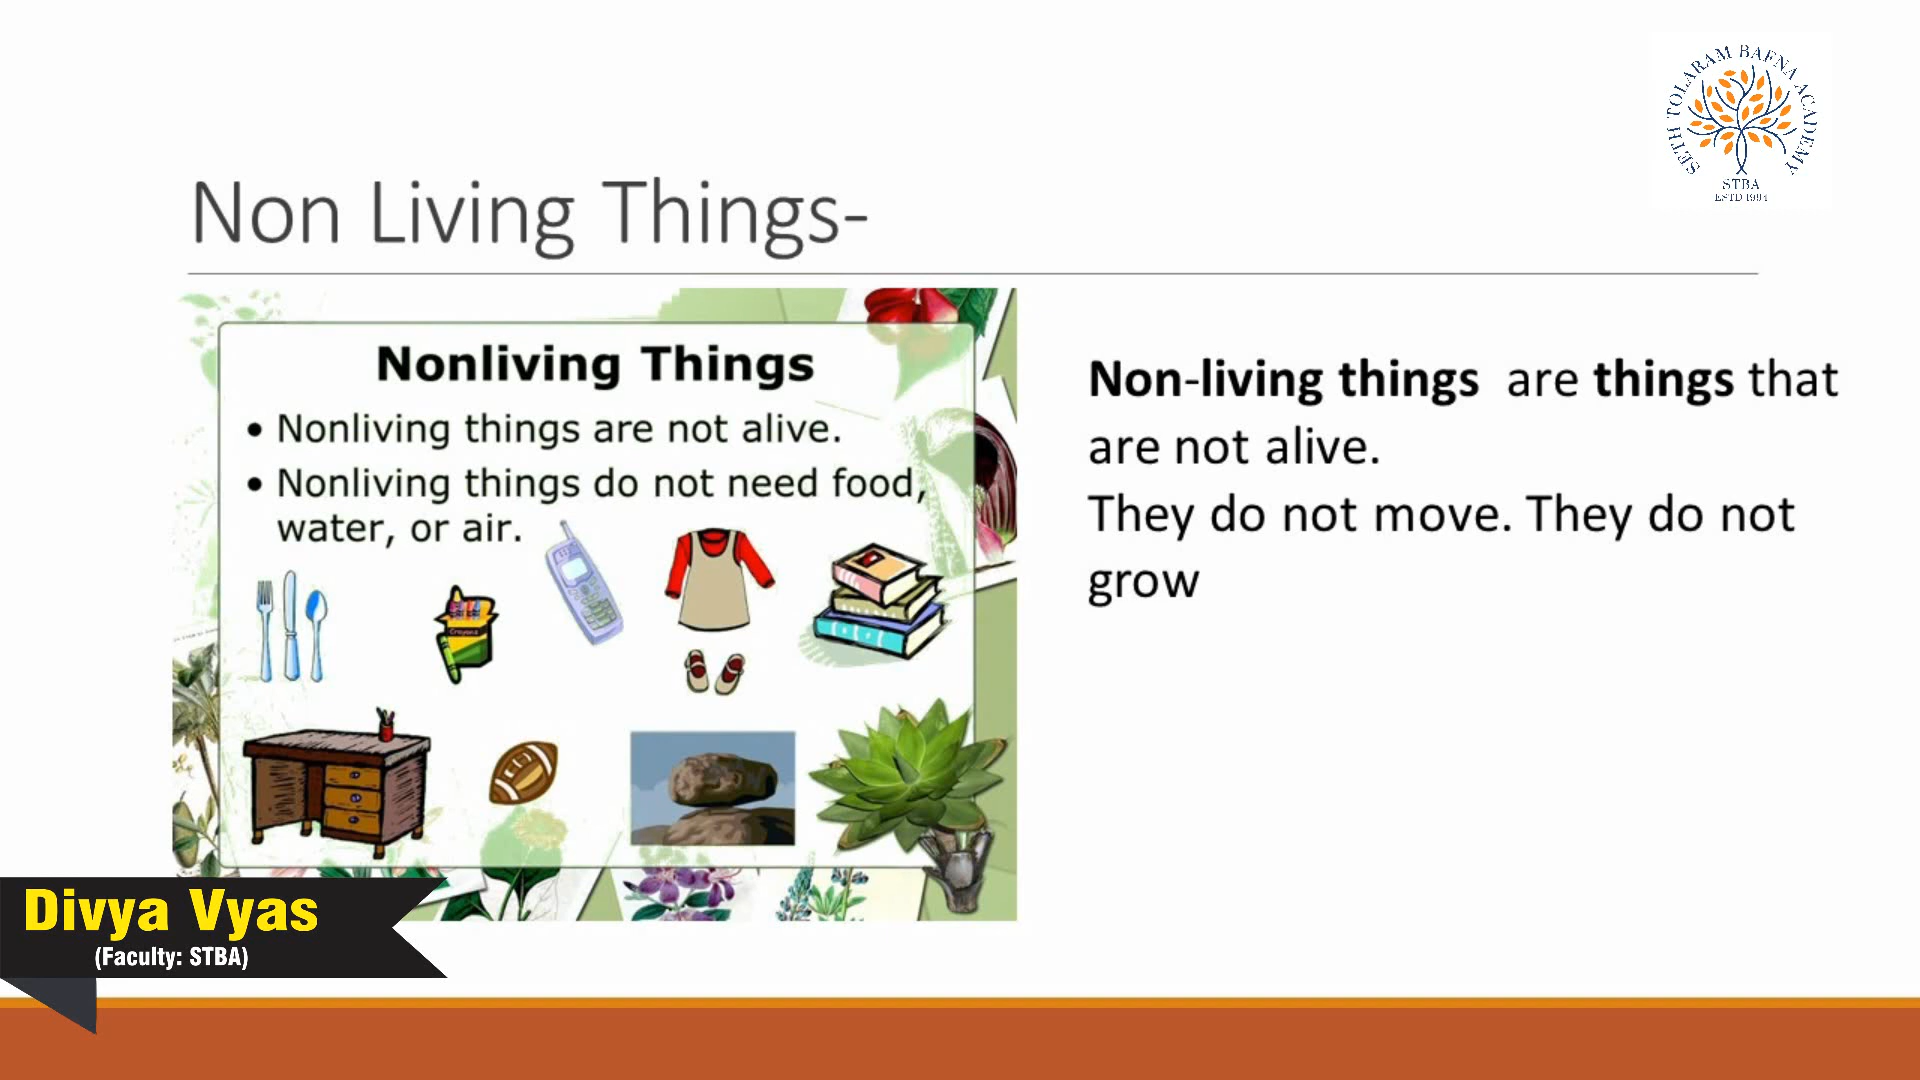 SETH TOLARAM BAFNA ACADEMY
STBA
ESTD 1994
Non Living Things-
Nonliving Things
• Nonliving things are not alive.
• Nonliving things do not need food,
water, or air.
Crayons
Non-living things are things that
are not alive.
They do not move. They do not
grow
Divya Vyas
(Faculty: STBA)